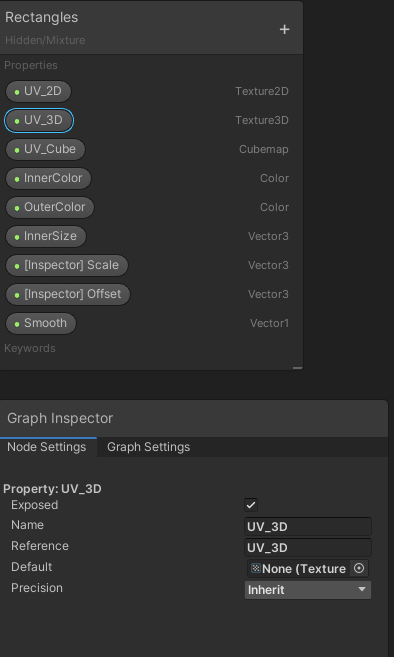 Rectangles
Hidden/Mixture
+
Properties
UV_2D Texture2D
UV_3D Texture3D
UV_Cube Cubemap
InnerColor Color
OuterColor Color
InnerSize Vector3
[Inspector] Scale Vector3
[Inspector] Offset Vector3
Smooth Vector1
Keywords
Graph Inspector
Node Settings Graph Settings
Property: UV_3D
Exposed
Name UV_3D
Reference UV_3D
Default None (Texture
Precision Inherit